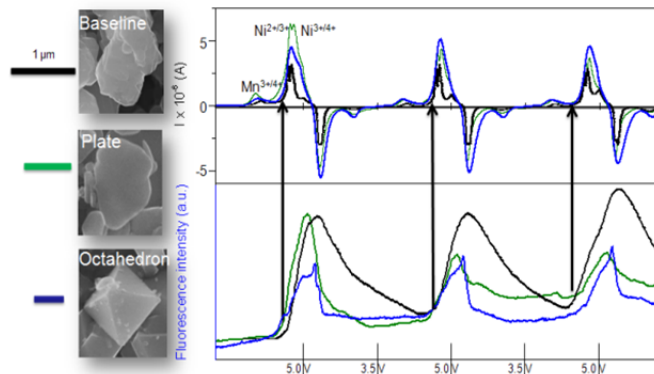 Baseline
1 µm
Plate
Octahedron
I x 10⁻⁶ (A)
5
0
-5
Ni²⁺/³⁺
Ni³⁺/⁴⁺
Mn³⁺/⁴⁺
Fluorescence intensity (a.u.)
5.0V
3.5V
5.0V
3.5V
5.0V